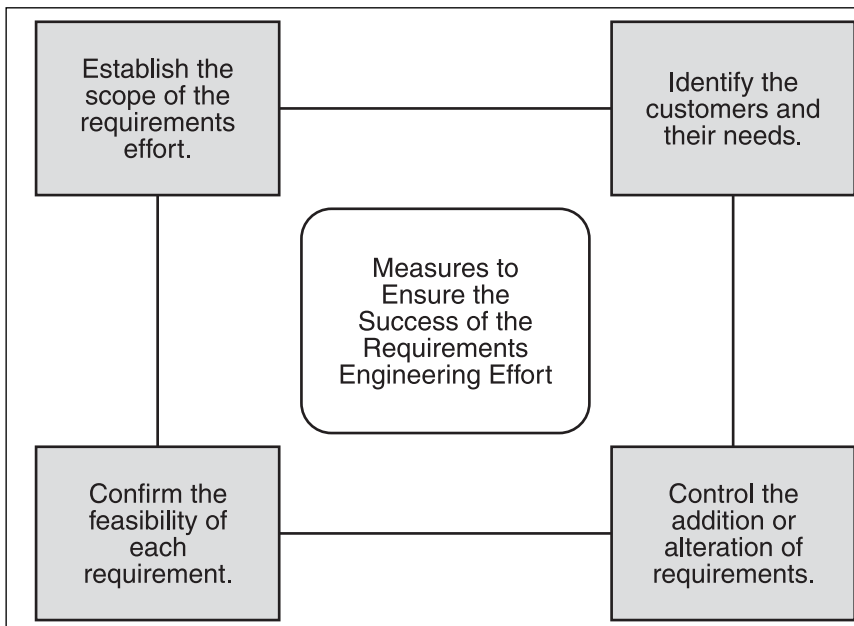 Establish the
scope of the
requirements
effort.
Identify the
customers and
their needs.
Measures to
Ensure the
Success of the
Requirements
Engineering Effort
Confirm the
feasibility of
each
requirement.
Control the
addition or
alteration of
requirements.